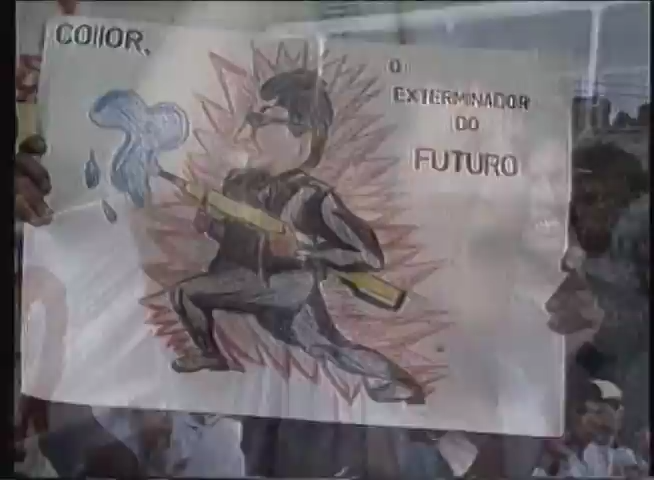 COllOR,
O
EXTERMINADOR
DO
FUTURO